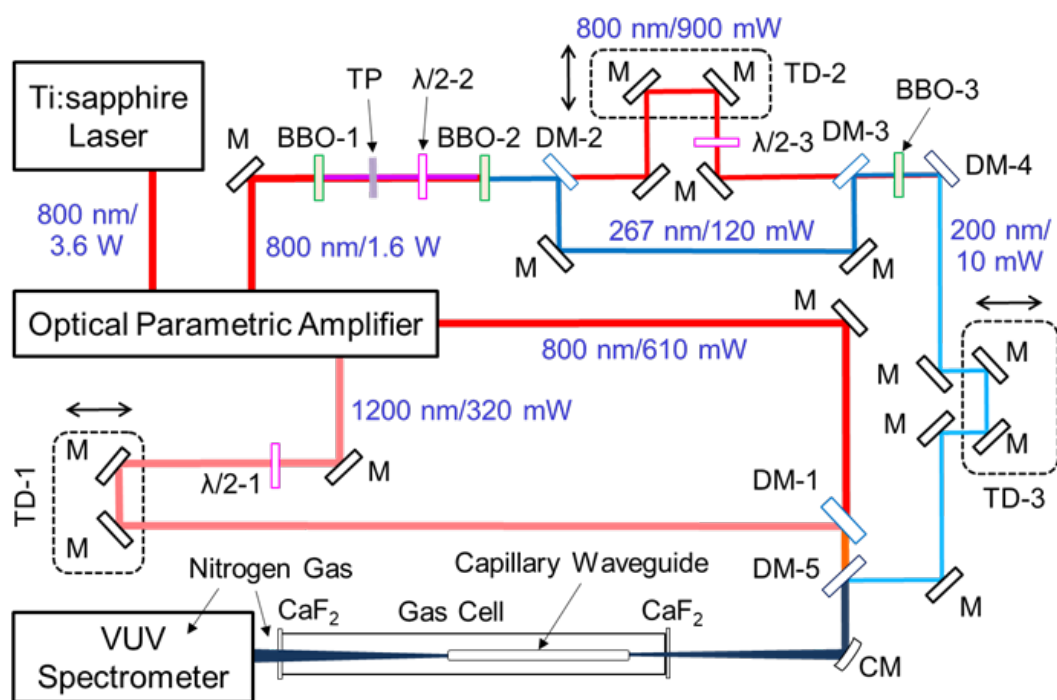 800 nm/900 mW
Ti:sapphire
Laser
TP
λ/2-2
M
M
TD-2
BBO-3
M
BBO-1
BBO-2
DM-2
λ/2-3
DM-3
DM-4
M
800 nm/
3.6 W
800 nm/1.6 W
267 nm/120 mW
M
M
200 nm/
10 mW
Optical Parametric Amplifier
M
800 nm/610 mW
M
M
M
M
TD-3
1200 nm/320 mW
TD-1
M
M
λ/2-1
M
DM-1
Nitrogen Gas
Capillary Waveguide
DM-5
M
CaF₂
Gas Cell
CaF₂
VUV
Spectrometer
CM